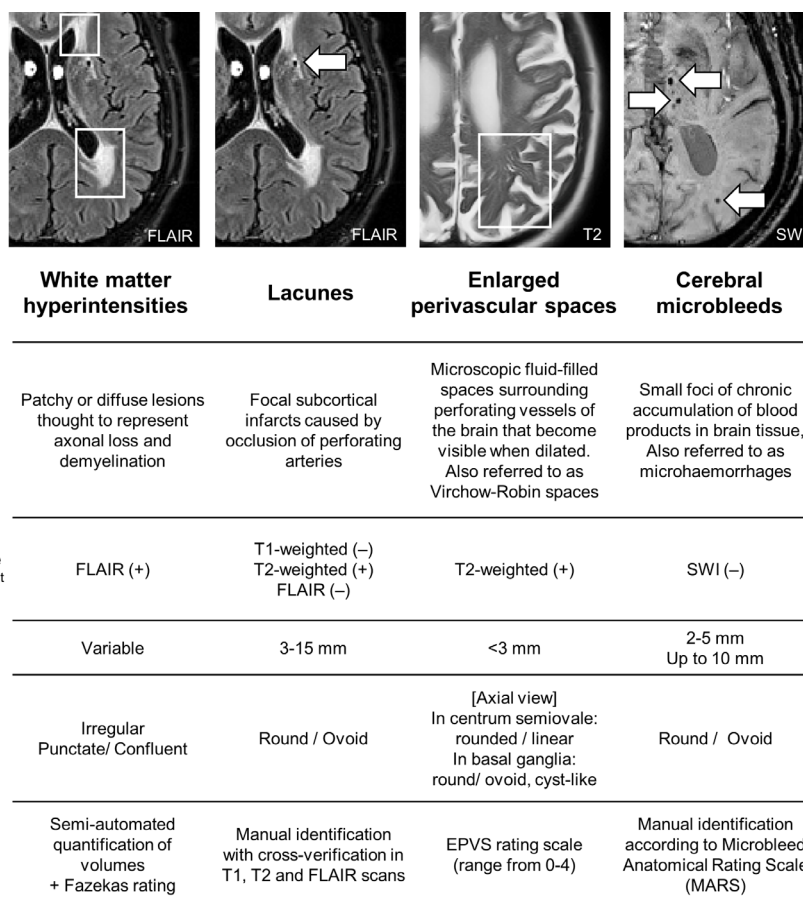 FLAIR
FLAIR
T2
SW
White matter
hyperintensities
Lacunes
Enlarged
perivascular spaces
Cerebral
microbleeds
Patchy or diffuse lesions
thought to represent
axonal loss and
demyelination
Focal subcortical
infarcts caused by
occlusion of perforating
arteries
Microscopic fluid-filled
spaces surrounding
perforating vessels of
the brain that become
visible when dilated.
Also referred to as
Virchow-Robin spaces
Small foci of chronic
accumulation of blood
products in brain tissue,
Also referred to as
microhaemorrhages
FLAIR (+)
T1-weighted (–)
T2-weighted (+)
FLAIR (–)
T2-weighted (+)
SWI (–)
Variable
3-15 mm
<3 mm
2-5 mm
Up to 10 mm
Irregular
Punctate/ Confluent
Round / Ovoid
[Axial view]
In centrum semiovale:
rounded / linear
In basal ganglia:
round/ ovoid, cyst-like
Round / Ovoid
Semi-automated
quantification of
volumes
+ Fazekas rating
Manual identification
with cross-verification in
T1, T2 and FLAIR scans
EPVS rating scale
(range from 0-4)
Manual identification
according to Microbleed
Anatomical Rating Scale
(MARS)